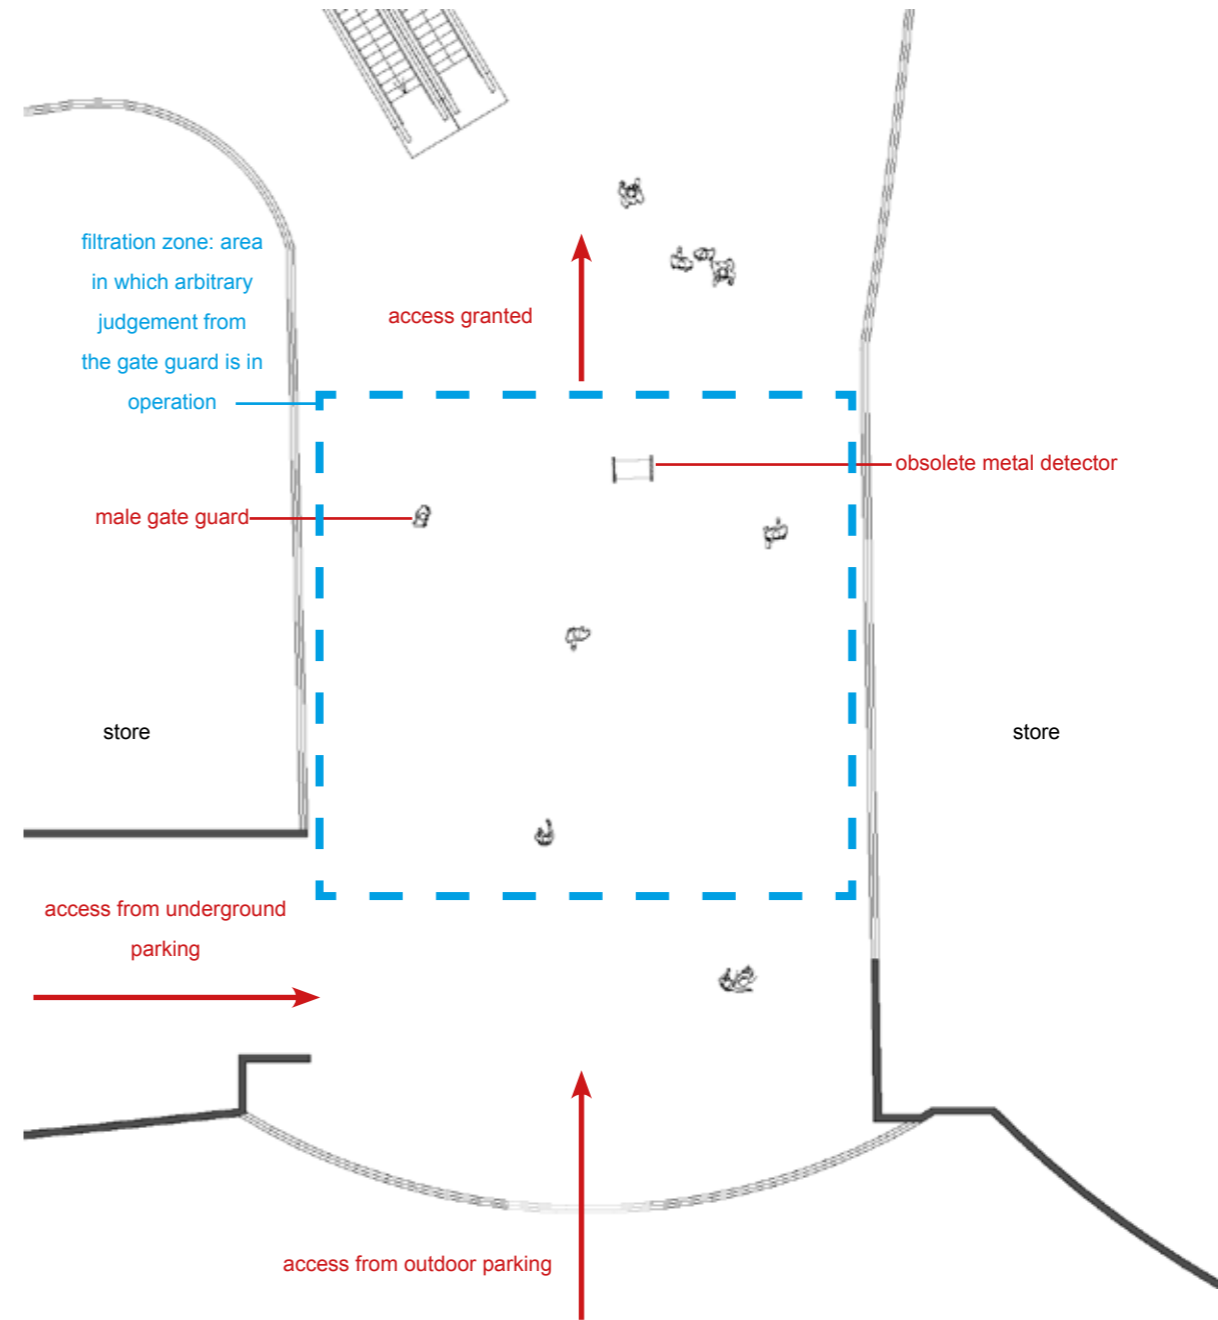 filtration zone: area
in which arbitrary
judgement from
the gate guard is in
operation
access granted
obsolete metal detector
male gate guard
store
store
access from underground
parking
access from outdoor parking